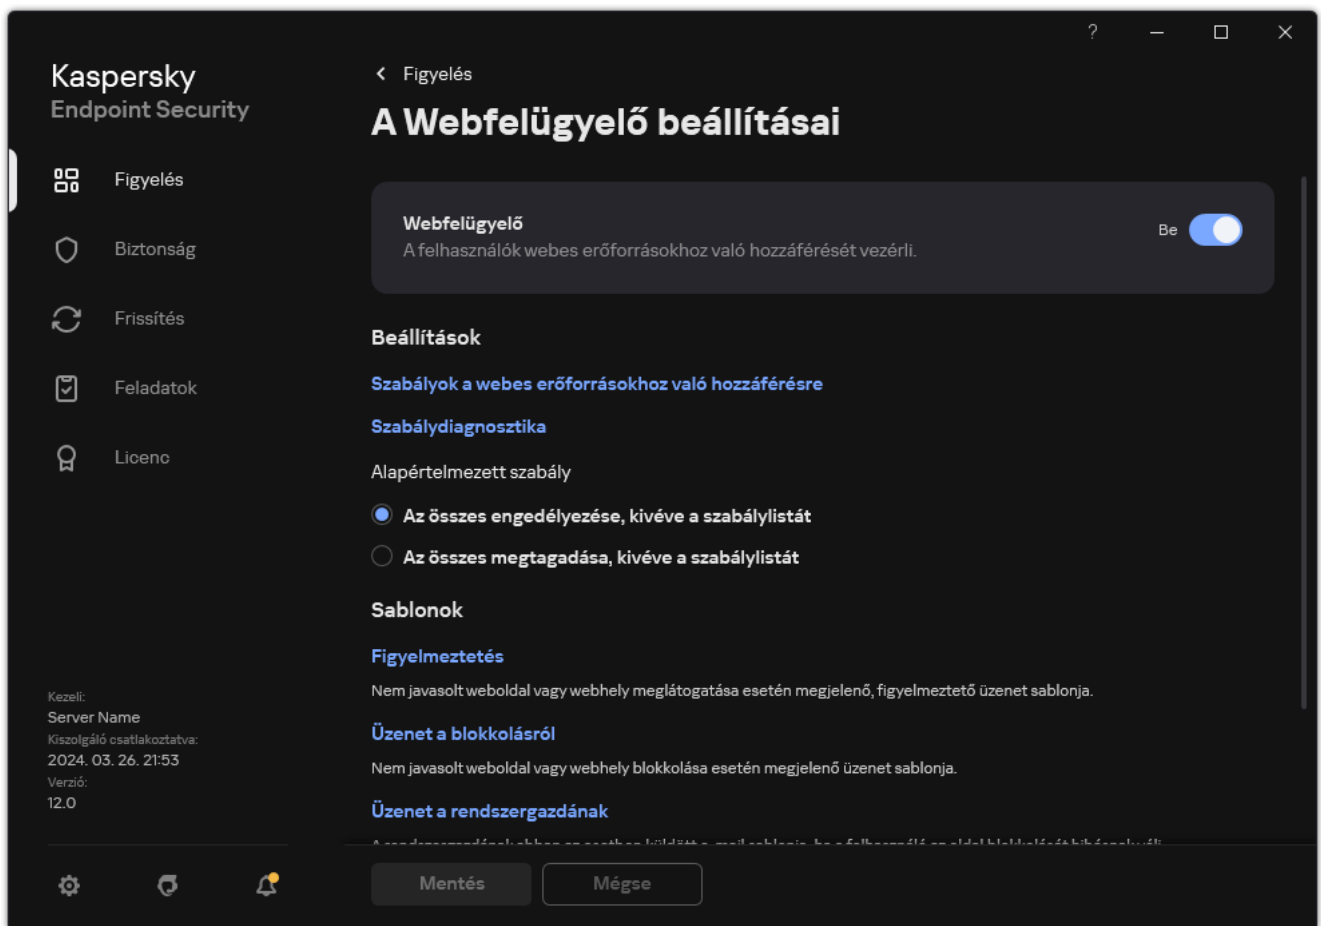 ?
Kaspersky
Endpoint Security
Figyelés
Biztonság
Frissítés
Feladatok
Licenc
Kezeli:
Server Name
Kiszolgáló csatlakoztatva:
2024. 03. 26. 21:53
Verzió:
12.0
Figyelés
A Webfelügyelő beállításai
Webfelügyelő
A felhasználók webes erőforrásokhoz való hozzáférését vezérli.
Be
Beállítások
Szabályok a webes erőforrásokhoz való hozzáférésre
Szabálydiagnosztika
Alapértelmezett szabály
Az összes engedélyezése, kivéve a szabálylistát
Az összes megtagadása, kivéve a szabálylistát
Sablonok
Figyelmeztetés
Nem javasolt weboldal vagy webhely meglátogatása esetén megjelenő, figyelmeztető üzenet sablonja.
Üzenet a blokkolásról
Nem javasolt weboldal vagy webhely blokkolása esetén megjelenő üzenet sablonja.
Üzenet a rendszergazdának
Mentés
Mégse